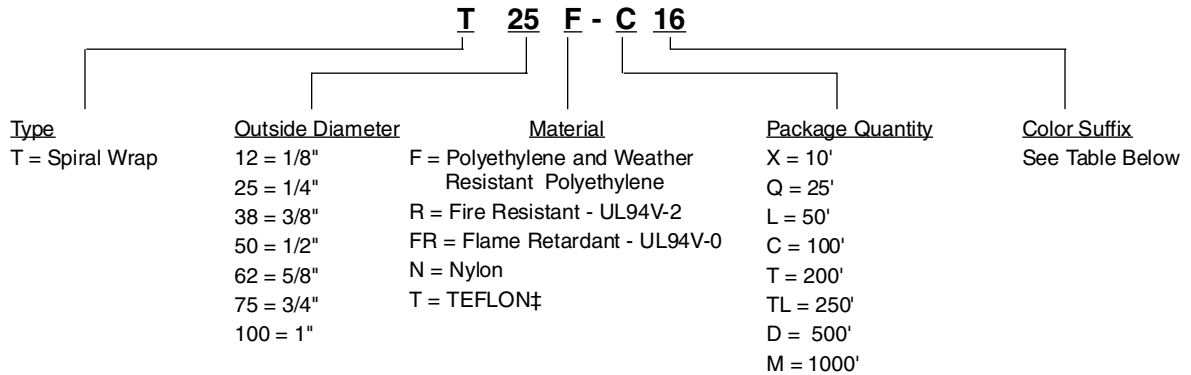 T 25 F - C 16
Type
T = Spiral Wrap
Outside Diameter
12 = 1/8"
25 = 1/4"
38 = 3/8"
50 = 1/2"
62 = 5/8"
75 = 3/4"
100 = 1"
Material
F = Polyethylene and Weather
Resistant Polyethylene
R = Fire Resistant - UL94V-2
FR = Flame Retardant - UL94V-0
N = Nylon
T = TEFLON‡
Package Quantity
X = 10'
Q = 25'
L = 50'
C = 100'
T = 200'
TL = 250'
D = 500'
M = 1000'
Color Suffix
See Table Below